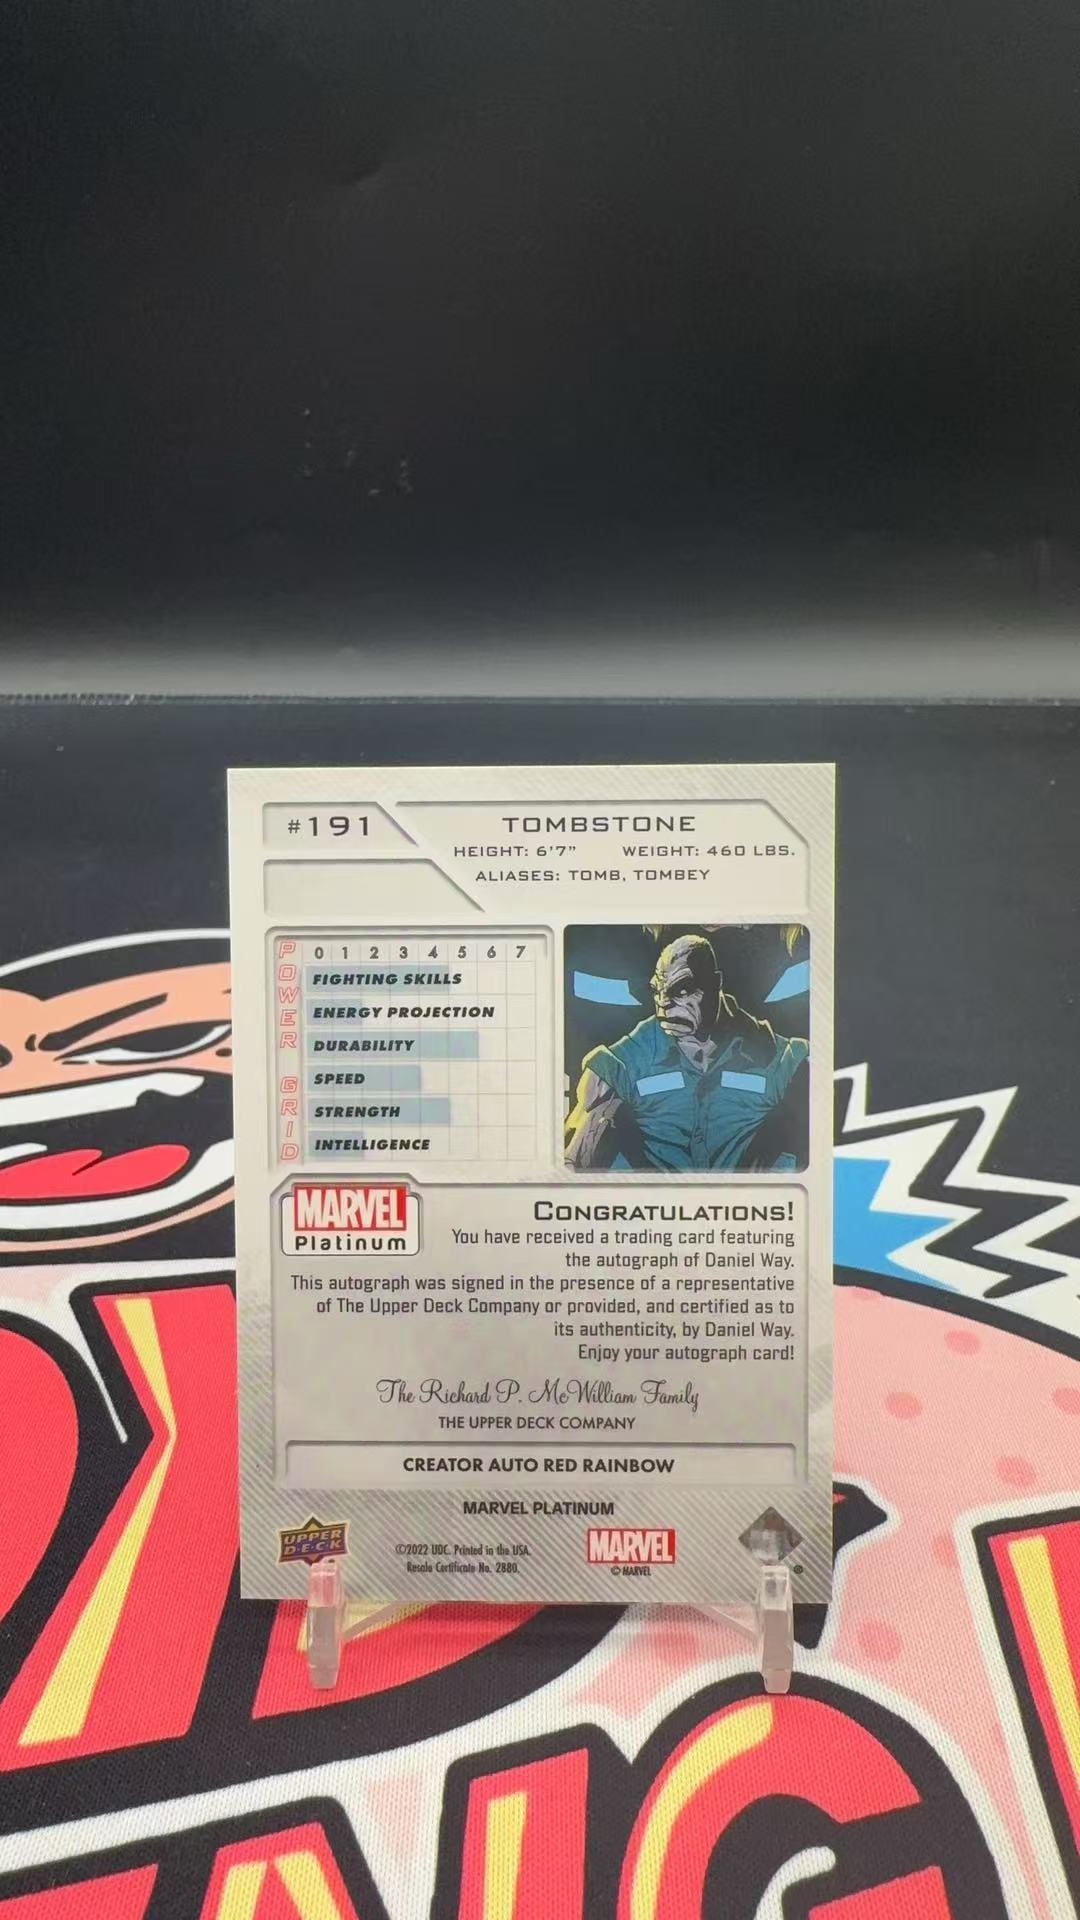 #191
TOMBSTONE
HEIGHT: 6'7" WEIGHT: 460 LBS.
ALIASES: TOMB, TOMBEY
POWER GRID
0 1 2 3 4 5 6 7
FIGHTING SKILLS
ENERGY PROJECTION
DURABILITY
SPEED
STRENGTH
INTELLIGENCE
MARVEL
Platinum
CONGRATULATIONS!
You have received a trading card featuring
the autograph of Daniel Way.
This autograph was signed in the presence of a representative
of The Upper Deck Company or provided, and certified as to
its authenticity, by Daniel Way.
Enjoy your autograph card!
The Richard P. McWilliam Family
THE UPPER DECK COMPANY
CREATOR AUTO RED RAINBOW
MARVEL PLATINUM
UPPER
D·E·C·K
©2022 UDC. Printed in the USA.
Resale Certificate No. 2880.
MARVEL
© MARVEL
®